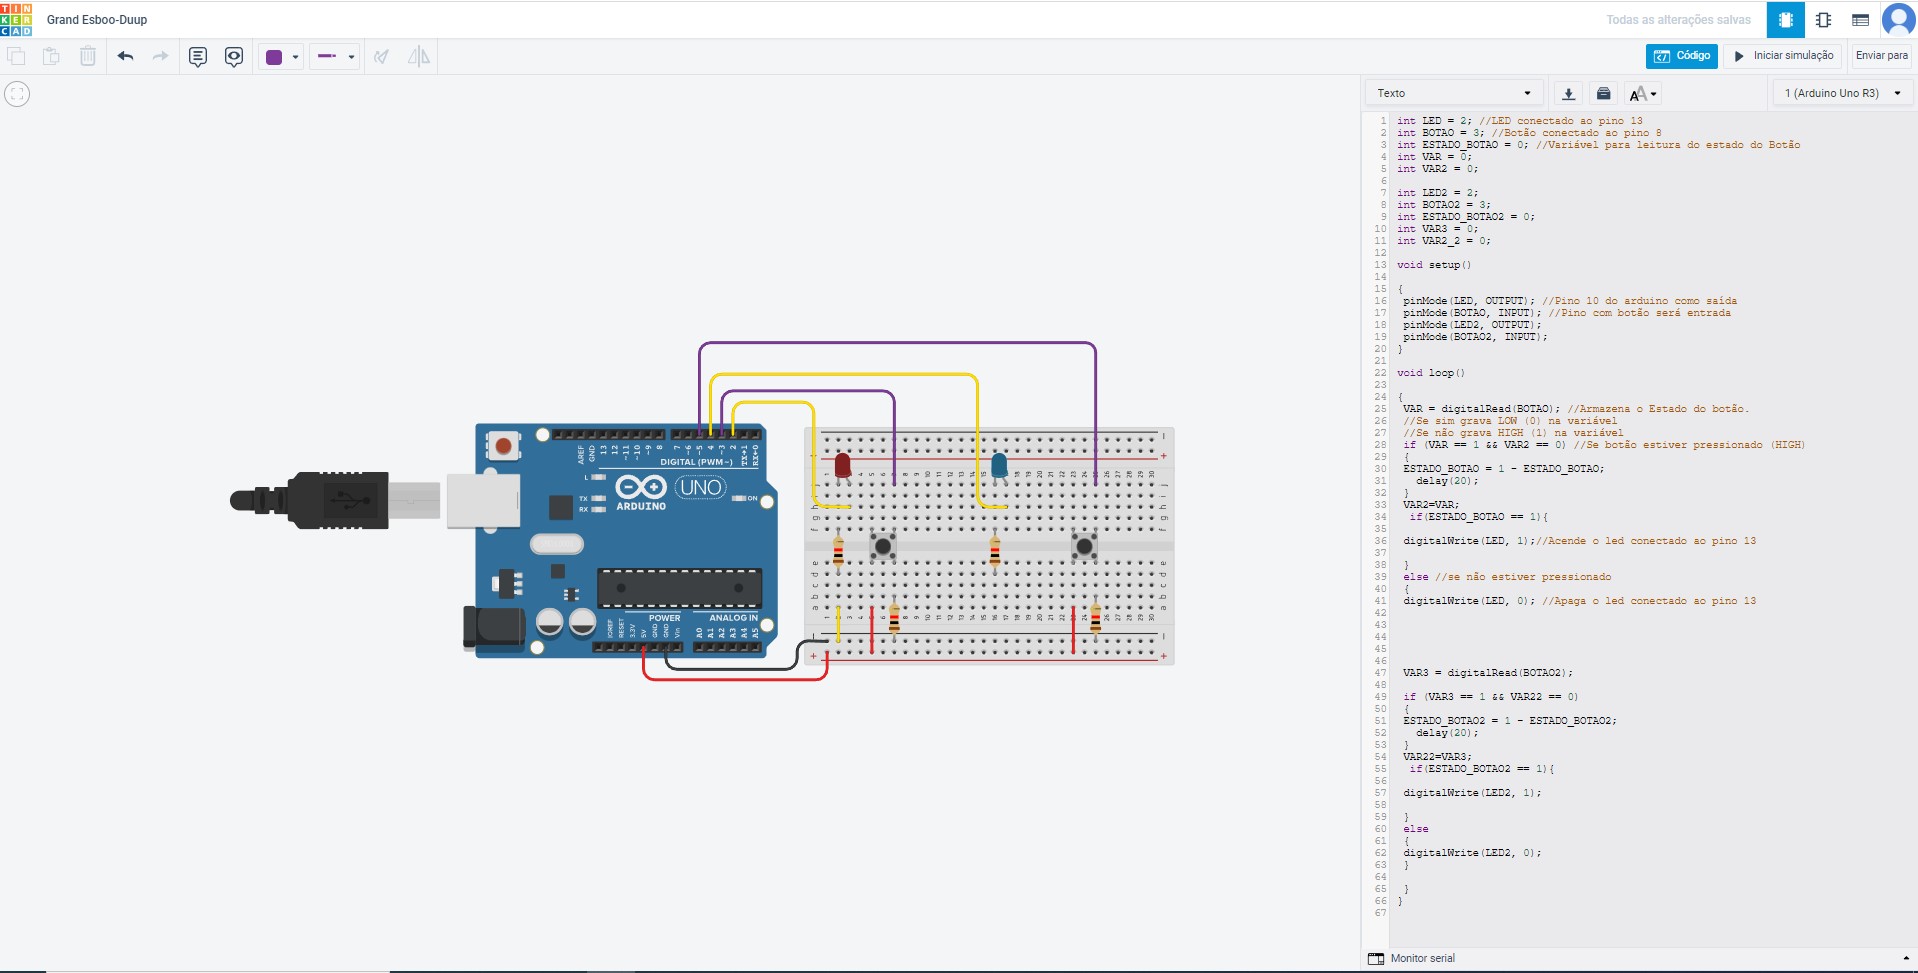 TINKERCAD
Grand Esboo-Duup
Todas as alterações salvas
Código
Iniciar simulação
Enviar para
Texto
1 (Arduino Uno R3)
1 int LED = 2; //LED conectado ao pino 13
2 int BOTAO = 3; //Botão conectado ao pino 8
3 int ESTADO_BOTAO = 0; //Variável para leitura do estado do Botão
4 int VAR = 0;
5 int VAR2 = 0;
6
7 int LED2 = 2;
8 int BOTAO2 = 3;
9 int ESTADO_BOTAO2 = 0;
10 int VAR3 = 0;
11 int VAR2_2 = 0;
12
13 void setup()
14
15 {
16 pinMode(LED, OUTPUT); //Pino 10 do arduino como saída
17 pinMode(BOTAO, INPUT); //Pino com botão será entrada
18 pinMode(LED2, OUTPUT);
19 pinMode(BOTAO2, INPUT);
20 }
21
22 void loop()
23
24 {
25 VAR = digitalRead(BOTAO); //Armazena o Estado do botão.
26 //Se sim grava LOW (0) na variável
27 //Se não grava HIGH (1) na variável
28 if (VAR == 1 && VAR2 == 0) //Se botão estiver pressionado (HIGH)
29 {
30 ESTADO_BOTAO = 1 - ESTADO_BOTAO;
31 delay(20);
32 }
33 VAR2=VAR;
34 if(ESTADO_BOTAO == 1){
35
36 digitalWrite(LED, 1);//Acende o led conectado ao pino 13
37
38 }
39 else //se não estiver pressionado
40 {
41 digitalWrite(LED, 0); //Apaga o led conectado ao pino 13
42
43
44
45
46
47 VAR3 = digitalRead(BOTAO2);
48
49 if (VAR3 == 1 && VAR22 == 0)
50 {
51 ESTADO_BOTAO2 = 1 - ESTADO_BOTAO2;
52 delay(20);
53 }
54 VAR22=VAR3;
55 if(ESTADO_BOTAO2 == 1){
56
57 digitalWrite(LED2, 1);
58
59 }
60 else
61 {
62 digitalWrite(LED2, 0);
63 }
64
65 }
66 }
67
Monitor serial
AREF
GND
13
12
~11
~10
~9
8
7
~6
~5
4
~3
2
TX→1
RX←0
DIGITAL (PWM~)
L
TX
RX
UNO
ON
ARDUINO
POWER
ANALOG IN
IOREF
RESET
3.3V
5V
GND
GND
Vin
A0
A1
A2
A3
A4
A5